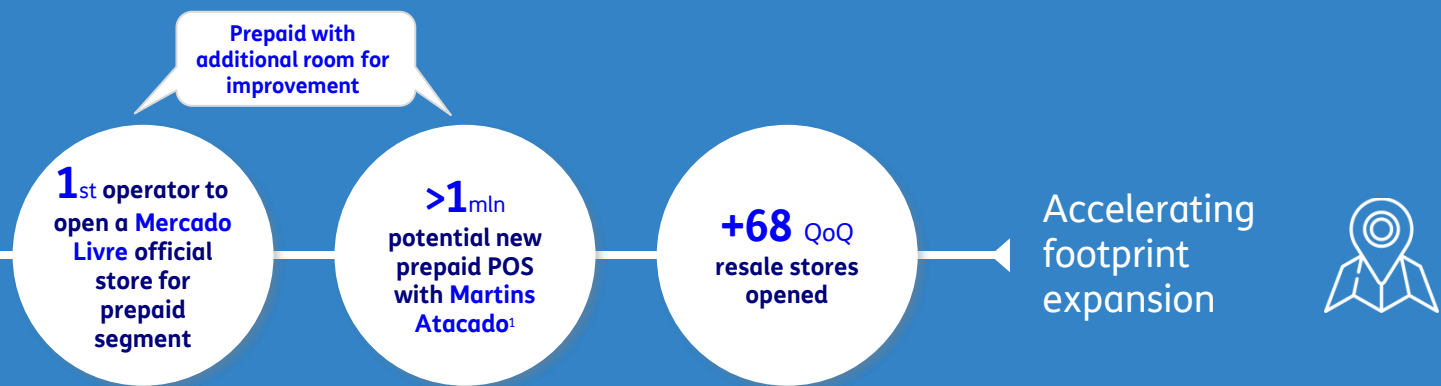 Prepaid with
additional room for
improvement
1st operator to
open a Mercado
Livre official
store for
prepaid
segment
>1mln
potential new
prepaid POS
with Martins
Atacado1
+68 QoQ
resale stores
opened
Accelerating
footprint
expansion